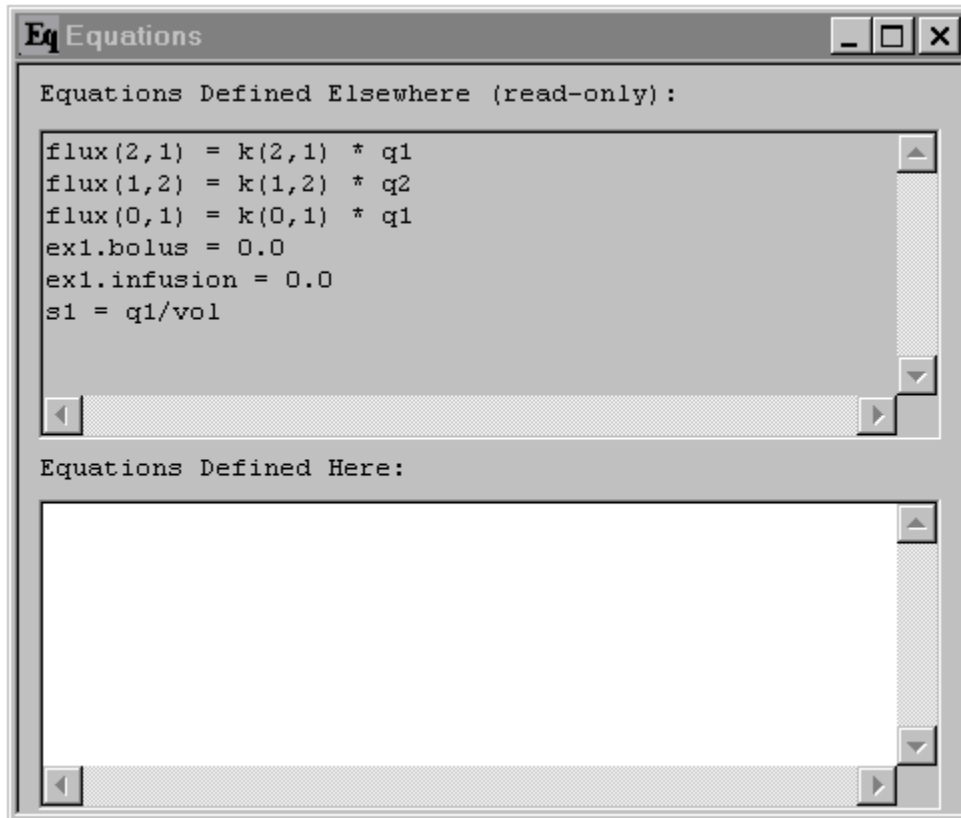 Eq Equations
Equations Defined Elsewhere (read-only):
flux(2,1) = k(2,1) * q1
flux(1,2) = k(1,2) * q2
flux(0,1) = k(0,1) * q1
ex1.bolus = 0.0
ex1.infusion = 0.0
s1 = q1/vol
Equations Defined Here: